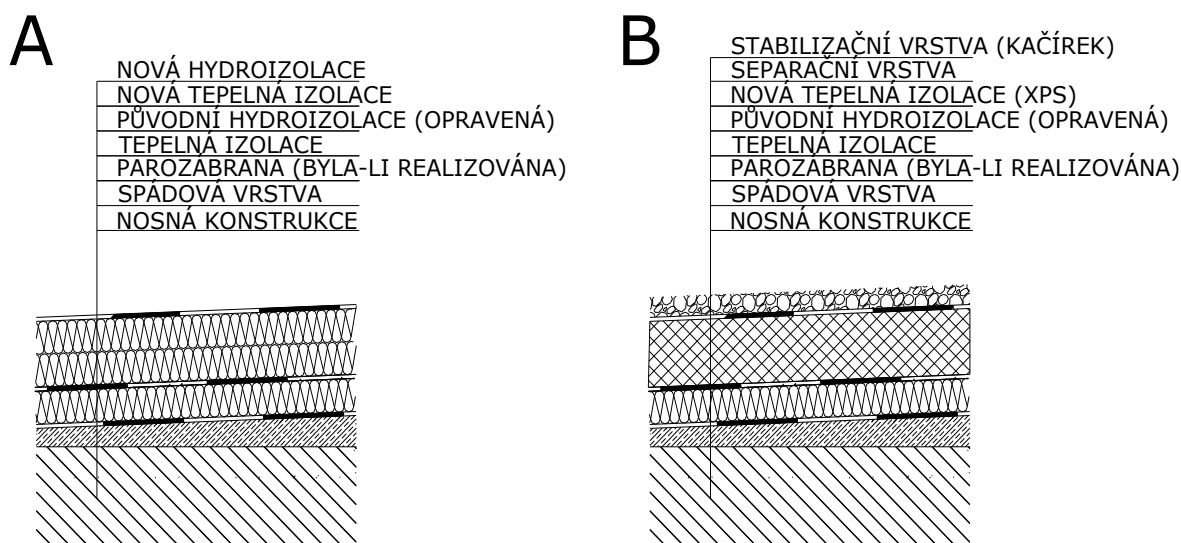 A
NOVÁ HYDROIZOLACE
NOVÁ TEPELNÁ IZOLACE
PŮVODNÍ HYDROIZOLACE (OPRAVENÁ)
TEPELNÁ IZOLACE
PAROZÁBRANA (BYLA-LI REALIZOVÁNA)
SPÁDOVÁ VRSTVA
NOSNÁ KONSTRUKCE
B
STABILIZAČNÍ VRSTVA (KAČÍREK)
SEPARAČNÍ VRSTVA
NOVÁ TEPELNÁ IZOLACE (XPS)
PŮVODNÍ HYDROIZOLACE (OPRAVENÁ)
TEPELNÁ IZOLACE
PAROZÁBRANA (BYLA-LI REALIZOVÁNA)
SPÁDOVÁ VRSTVA
NOSNÁ KONSTRUKCE